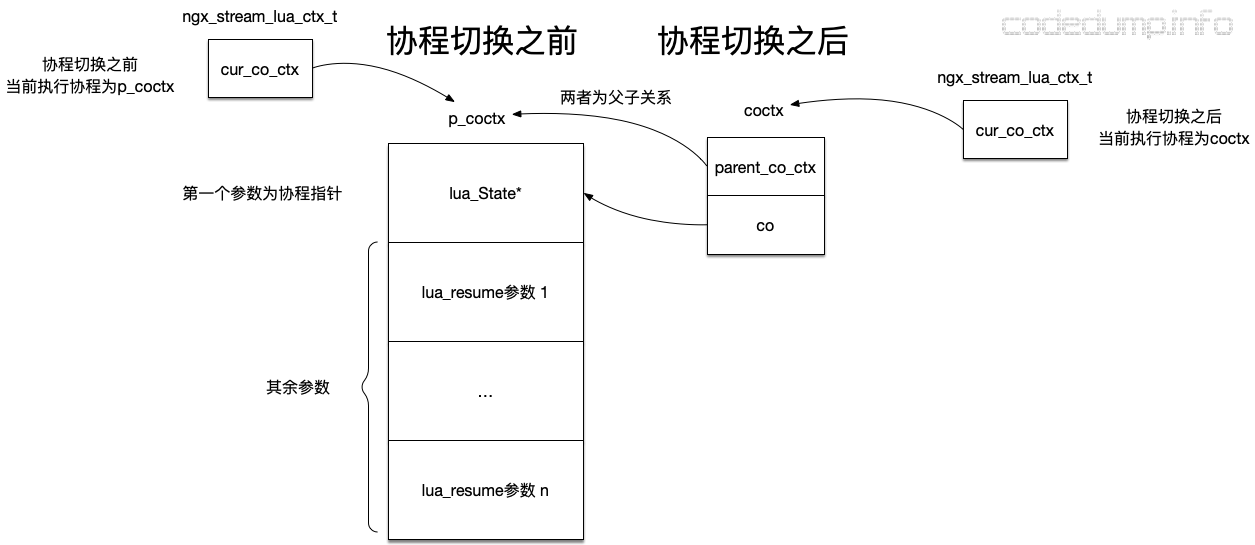 ngx_stream_lua_ctx_t
协程切换之前
协程切换之后
codedump.info
协程切换之前
当前执行协程为p_coctx
cur_co_ctx
两者为父子关系
ngx_stream_lua_ctx_t
p_coctx
coctx
cur_co_ctx
协程切换之后
当前执行协程为coctx
parent_co_ctx
第一个参数为协程指针
lua_State*
co
lua_resume参数 1
其余参数
...
lua_resume参数 n